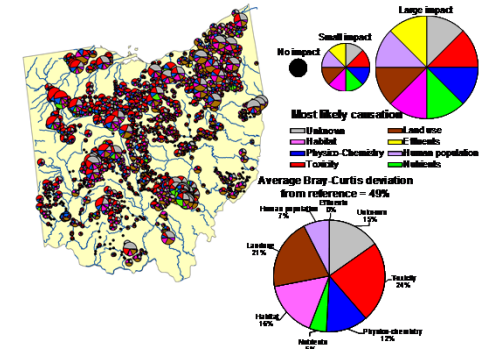 Large impact
Small impact
No impact
Most likely causation
Unknown
Land use
Habitat
Effluents
Physico-Chemistry
Human population
Toxicity
Nutrients
Average Bray-Curtis deviation
from reference = 49%
Effluents
0%
Human population
7%
Unknown
15%
Landuse
21%
Toxicity
24%
Habitat
16%
Physico-chemistry
12%
Nutrients
5%